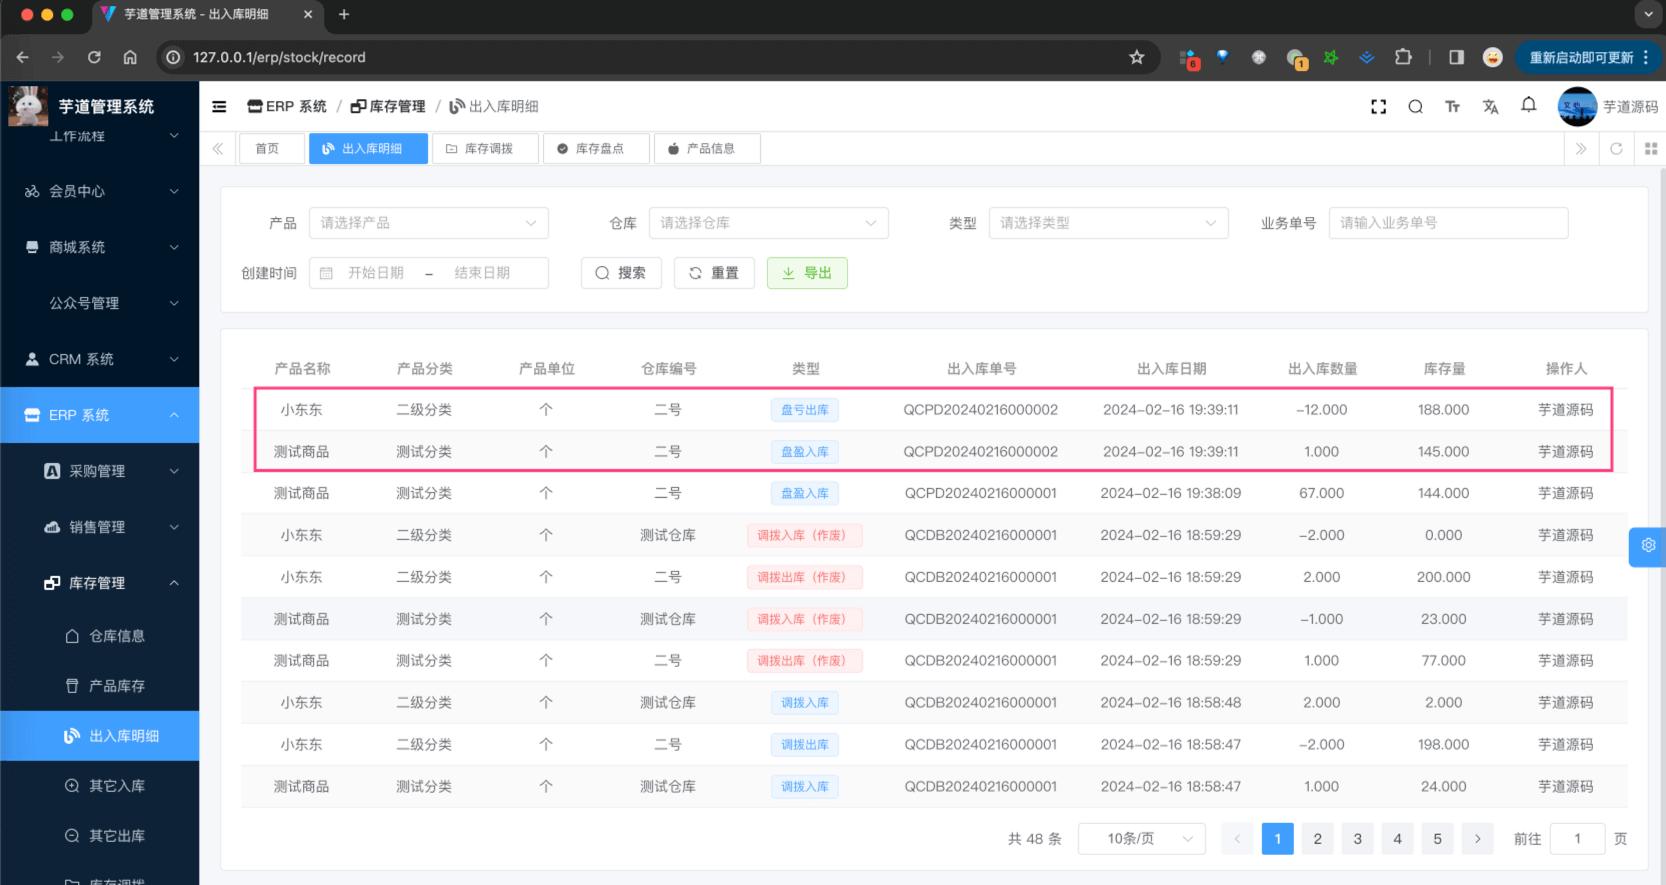 芋道管理系统 - 出入库明细
127.0.0.1/erp/stock/record
6
1
重新启动即可更新
芋道管理系统
工作流程
会员中心
商城系统
公众号管理
CRM 系统
ERP 系统
采购管理
销售管理
库存管理
仓库信息
产品库存
出入库明细
其它入库
其它出库
库存调拨
ERP 系统 / 库存管理 / 出入库明细
芋道源码
首页 出入库明细 库存调拨 库存盘点 产品信息
产品 请选择产品 仓库 请选择仓库 类型 请选择类型 业务单号 请输入业务单号
创建时间 开始日期 - 结束日期 搜索 重置 导出
产品名称 产品分类 产品单位 仓库编号 类型 出入库单号 出入库日期 出入库数量 库存量 操作人
小东东 二级分类 个 二号 盘亏出库 QCPD20240216000002 2024-02-16 19:39:11 -12.000 188.000 芋道源码
测试商品 测试分类 个 二号 盘盈入库 QCPD20240216000002 2024-02-16 19:39:11 1.000 145.000 芋道源码
测试商品 测试分类 个 二号 盘盈入库 QCPD20240216000001 2024-02-16 19:38:09 67.000 144.000 芋道源码
小东东 二级分类 个 测试仓库 调拨入库（作废） QCDB20240216000001 2024-02-16 18:59:29 -2.000 0.000 芋道源码
小东东 二级分类 个 二号 调拨出库（作废） QCDB20240216000001 2024-02-16 18:59:29 2.000 200.000 芋道源码
测试商品 测试分类 个 测试仓库 调拨入库（作废） QCDB20240216000001 2024-02-16 18:59:29 -1.000 23.000 芋道源码
测试商品 测试分类 个 二号 调拨出库（作废） QCDB20240216000001 2024-02-16 18:59:29 1.000 77.000 芋道源码
小东东 二级分类 个 测试仓库 调拨入库 QCDB20240216000001 2024-02-16 18:58:48 2.000 2.000 芋道源码
小东东 二级分类 个 二号 调拨出库 QCDB20240216000001 2024-02-16 18:58:47 -2.000 198.000 芋道源码
测试商品 测试分类 个 测试仓库 调拨入库 QCDB20240216000001 2024-02-16 18:58:47 1.000 24.000 芋道源码
共 48 条 10条/页 1 2 3 4 5 前往 1 页